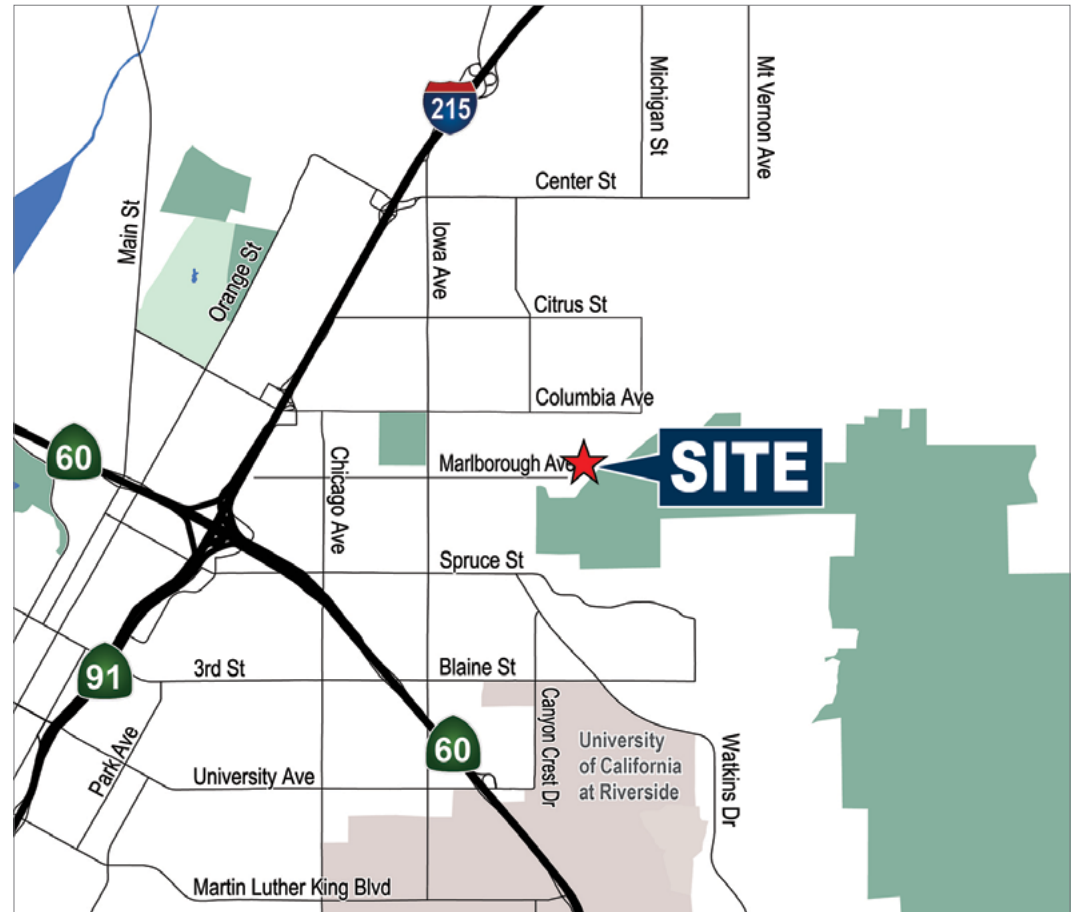 215
Michigan St
Mt Vernon Ave
Center St
Main St
Orange St
Iowa Ave
Citrus St
Columbia Ave
60
Chicago Ave
Marlborough Ave
SITE
Spruce St
91
3rd St
Blaine St
Canyon Crest Dr
60
University
of California
at Riverside
Watkins Dr
Park Ave
University Ave
Martin Luther King Blvd